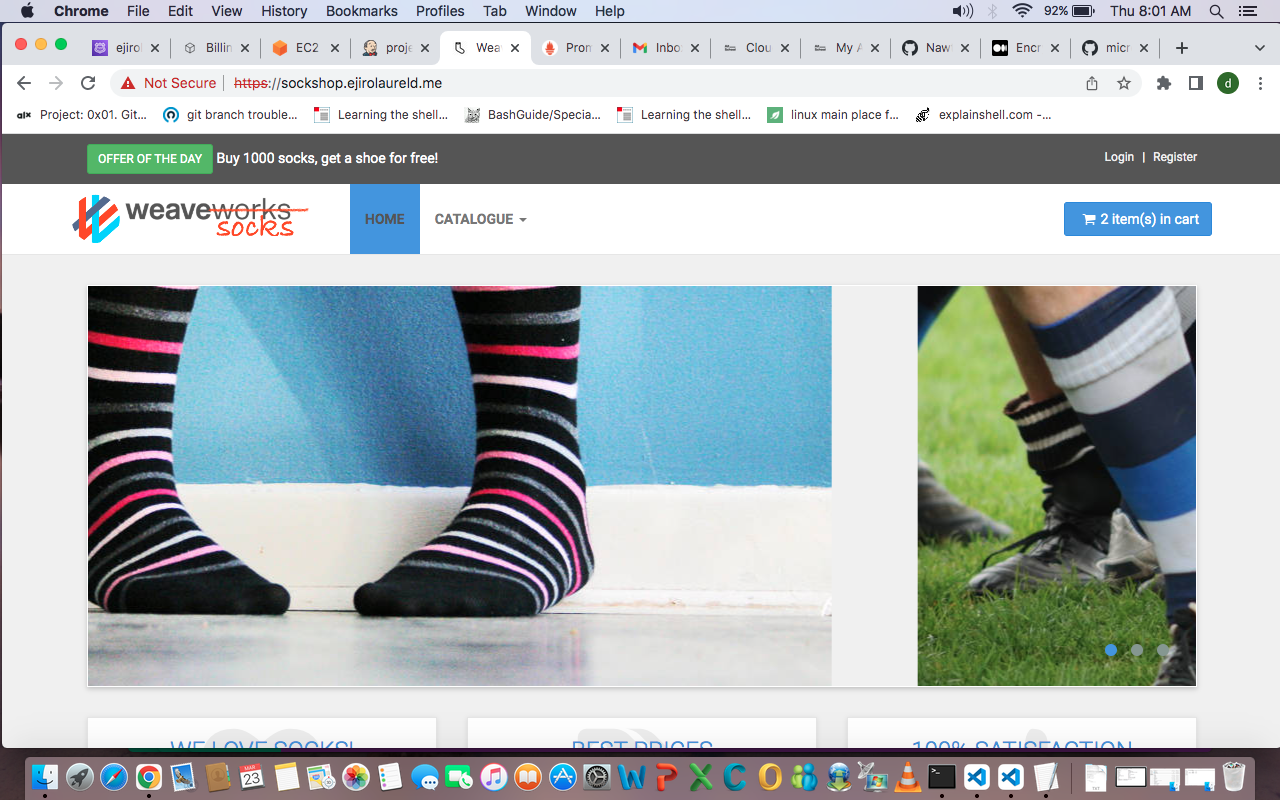 Chrome File Edit View History Bookmarks Profiles Tab Window Help 92% Thu 8:01 AM
ejirol Billin EC2 proje Wea Prom Inbo Clou My A Naw Encr micr
Not Secure https://sockshop.ejirolaureld.me d
alx Project: 0x01. Git... git branch trouble... Learning the shell... BashGuide/Specia... Learning the shell... linux main place f... explainshell.com -...
OFFER OF THE DAY Buy 1000 socks, get a shoe for free! Login | Register
weaveworks
socks
HOME CATALOGUE 2 item(s) in cart
WE LOVE SOCKS! BEST PRICES 100% SATISFACTION
MAR
23